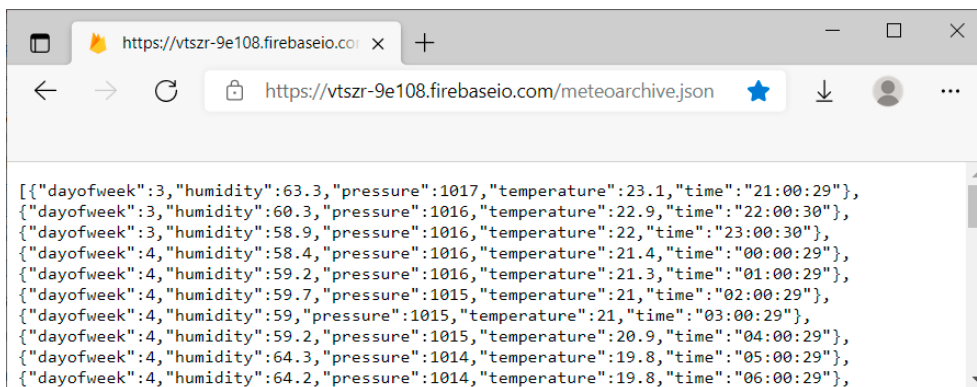 https://vtszr-9e108.firebaseio.co
https://vtszr-9e108.firebaseio.com/meteoarchive.json
[{"dayofweek":3,"humidity":63.3,"pressure":1017,"temperature":23.1,"time":"21:00:29"},
{"dayofweek":3,"humidity":60.3,"pressure":1016,"temperature":22.9,"time":"22:00:30"},
{"dayofweek":3,"humidity":58.9,"pressure":1016,"temperature":22,"time":"23:00:30"},
{"dayofweek":4,"humidity":58.4,"pressure":1016,"temperature":21.4,"time":"00:00:29"},
{"dayofweek":4,"humidity":59.2,"pressure":1016,"temperature":21.3,"time":"01:00:29"},
{"dayofweek":4,"humidity":59.7,"pressure":1015,"temperature":21,"time":"02:00:29"},
{"dayofweek":4,"humidity":59,"pressure":1015,"temperature":21,"time":"03:00:29"},
{"dayofweek":4,"humidity":59.2,"pressure":1015,"temperature":20.9,"time":"04:00:29"},
{"dayofweek":4,"humidity":64.3,"pressure":1014,"temperature":19.8,"time":"05:00:29"},
{"dayofweek":4,"humidity":64.2,"pressure":1014,"temperature":19.8,"time":"06:00:29"},